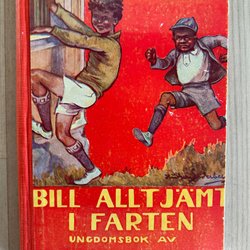 BILL ALLTJÄMT
I FARTEN
UNGDOMSBOK AV